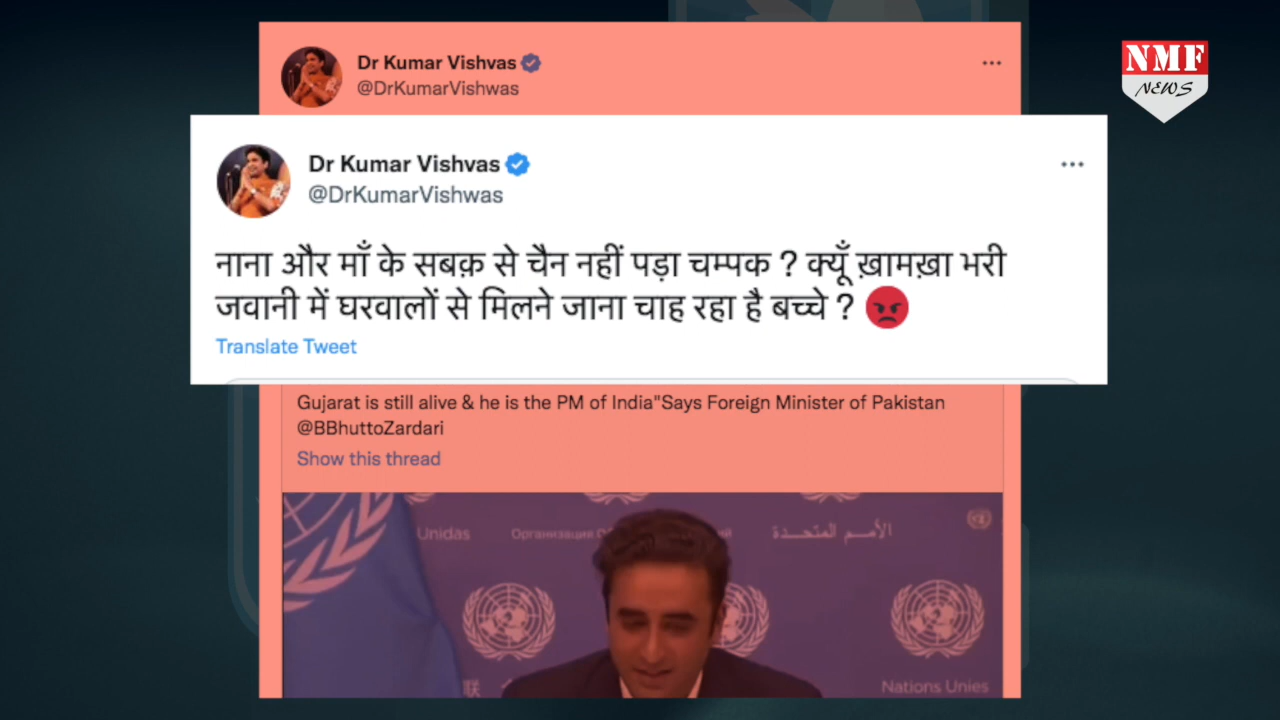 Dr Kumar Vishvas
@DrKumarVishwas
NMF
NEWS
Dr Kumar Vishvas
@DrKumarVishwas
नाना और माँ के सबक़ से चैन नहीं पड़ा चम्पक ? क्यूँ ख़ामख़ा भरी
जवानी में घरवालों से मिलने जाना चाह रहा है बच्चे ?
Translate Tweet
Gujarat is still alive & he is the PM of India"Says Foreign Minister of Pakistan
@BBhuttoZardari
Show this thread
Unidas
Организация
الأمم المتحدة
Nations Unies